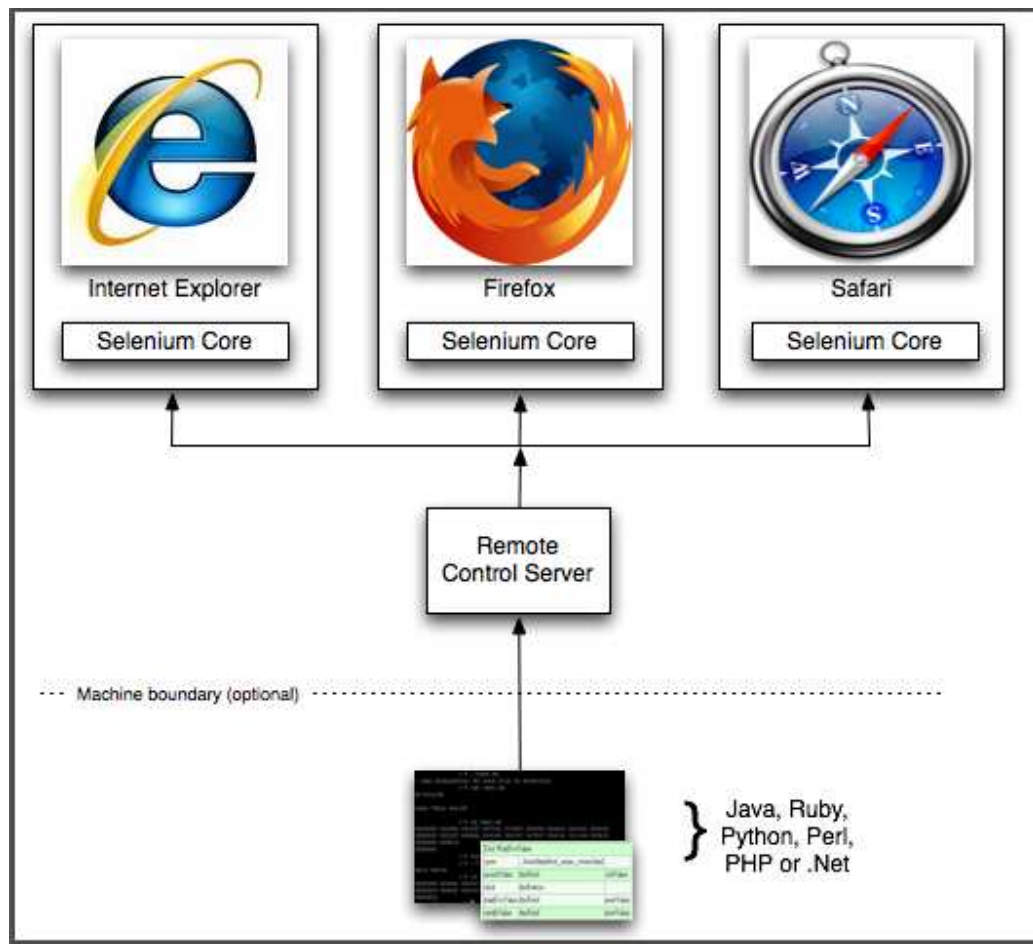 Internet Explorer
Firefox
Safari
Selenium Core
Selenium Core
Selenium Core
Remote
Control Server
Machine boundary (optional)
Java, Ruby,
Python, Perl,
PHP or .Net